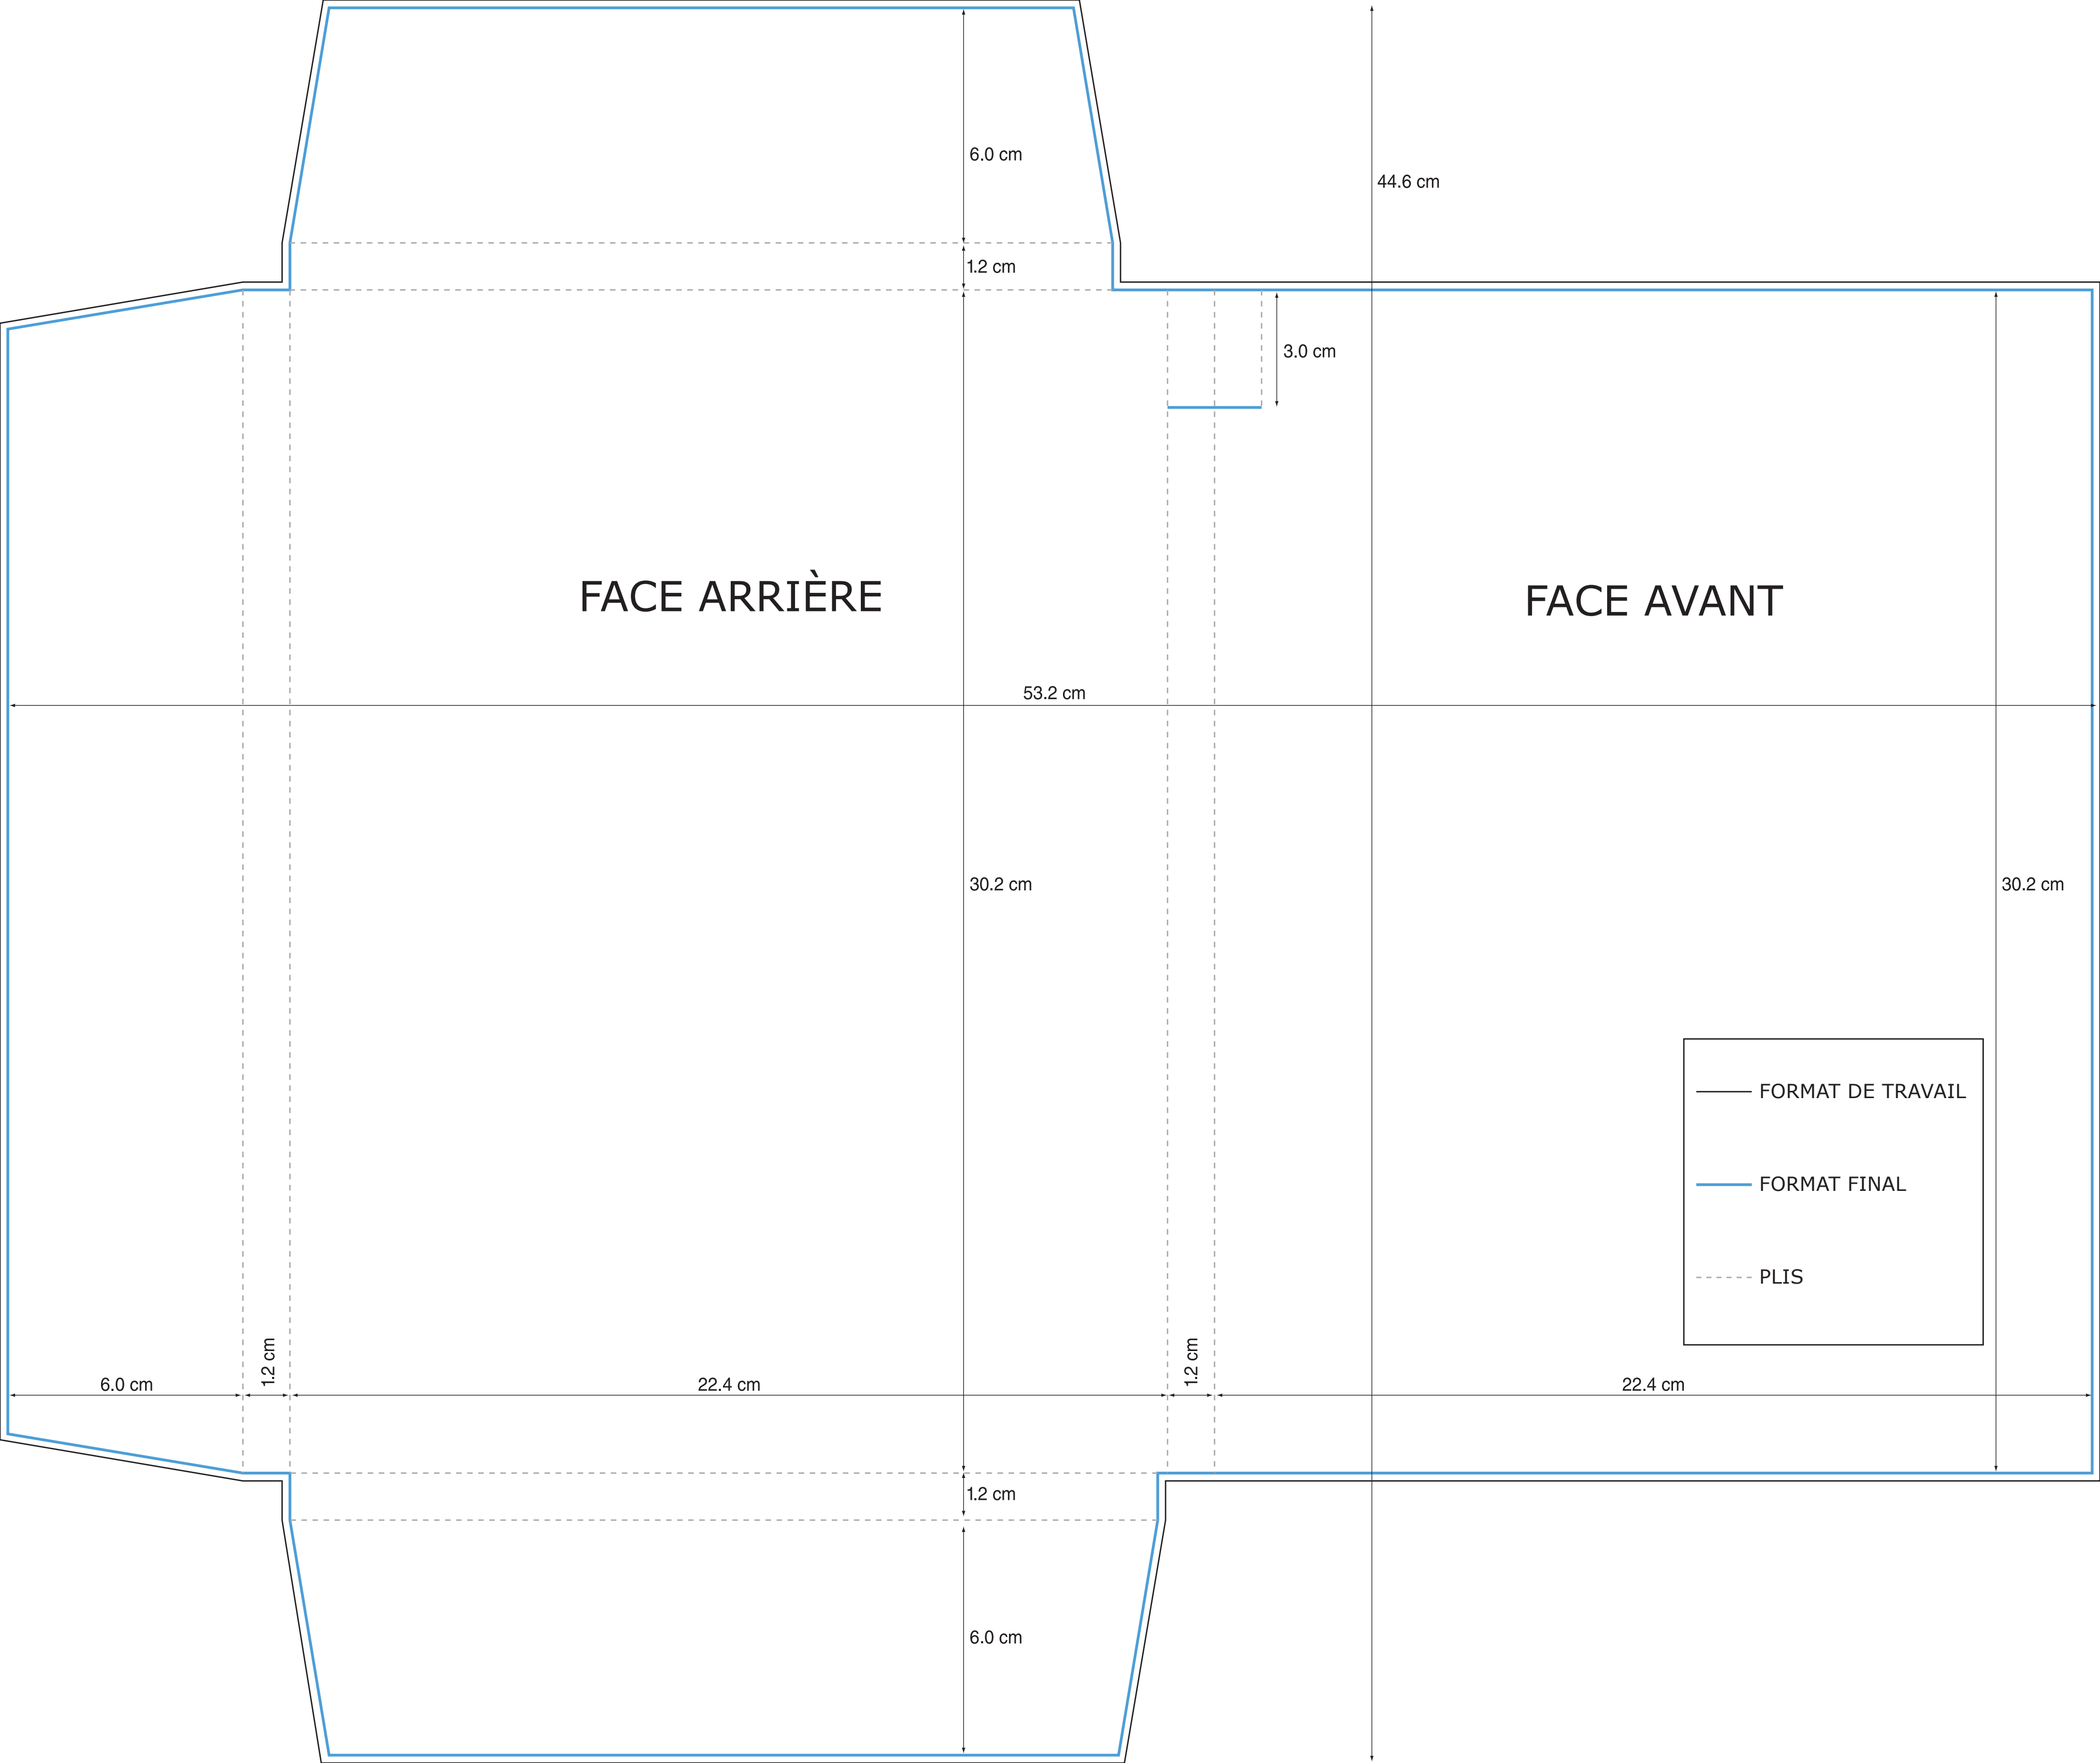 6.0 cm
44.6 cm
1.2 cm
3.0 cm
FACE ARRIÈRE
FACE AVANT
53.2 cm
30.2 cm
30.2 cm
FORMAT DE TRAVAIL
FORMAT FINAL
PLIS
6.0 cm
1.2 cm
22.4 cm
1.2 cm
22.4 cm
1.2 cm
6.0 cm